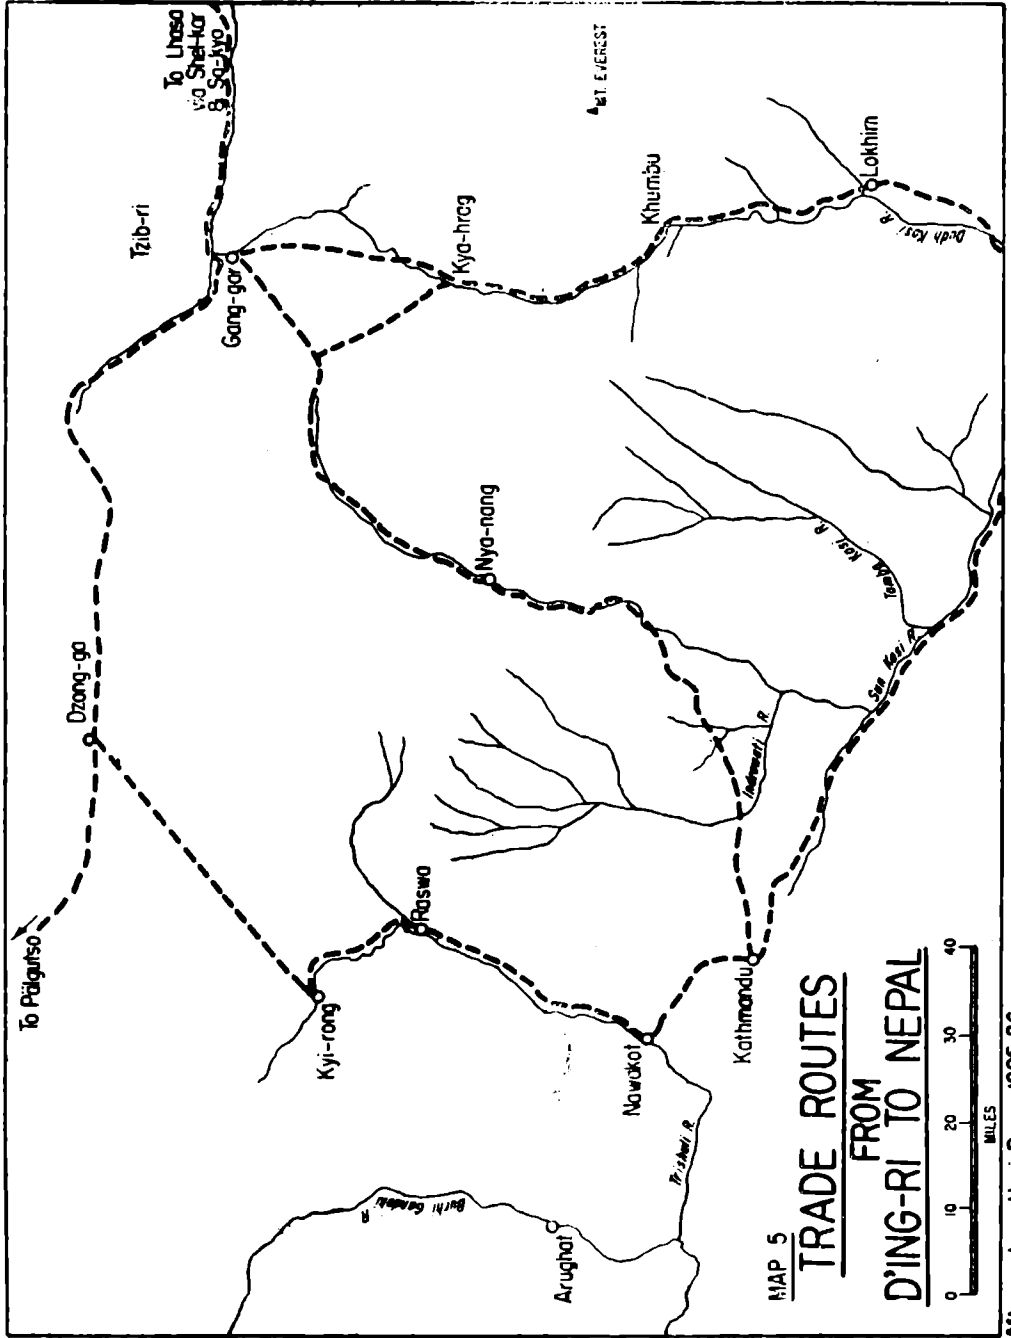 To Lhasa
via Shel-kar
& Sa-kya
Tzib-ri
Gang-gar
MT. EVEREST
Kya-hrag
Khumbu
Lokhim
Dudh Kosi R.
Dzong-ga
To Pälgutso
Nya-nang
Tamba Kosi R.
Sun Kosi R.
Indrawati R.
Kyi-rong
Raswa
Nawakot
Kathmandu
Trishuli R.
Burhi Gandaki R.
Arughat
MAP 5
TRADE ROUTES
FROM
D'ING-RI TO NEPAL
0 10 20 30 40
MILES